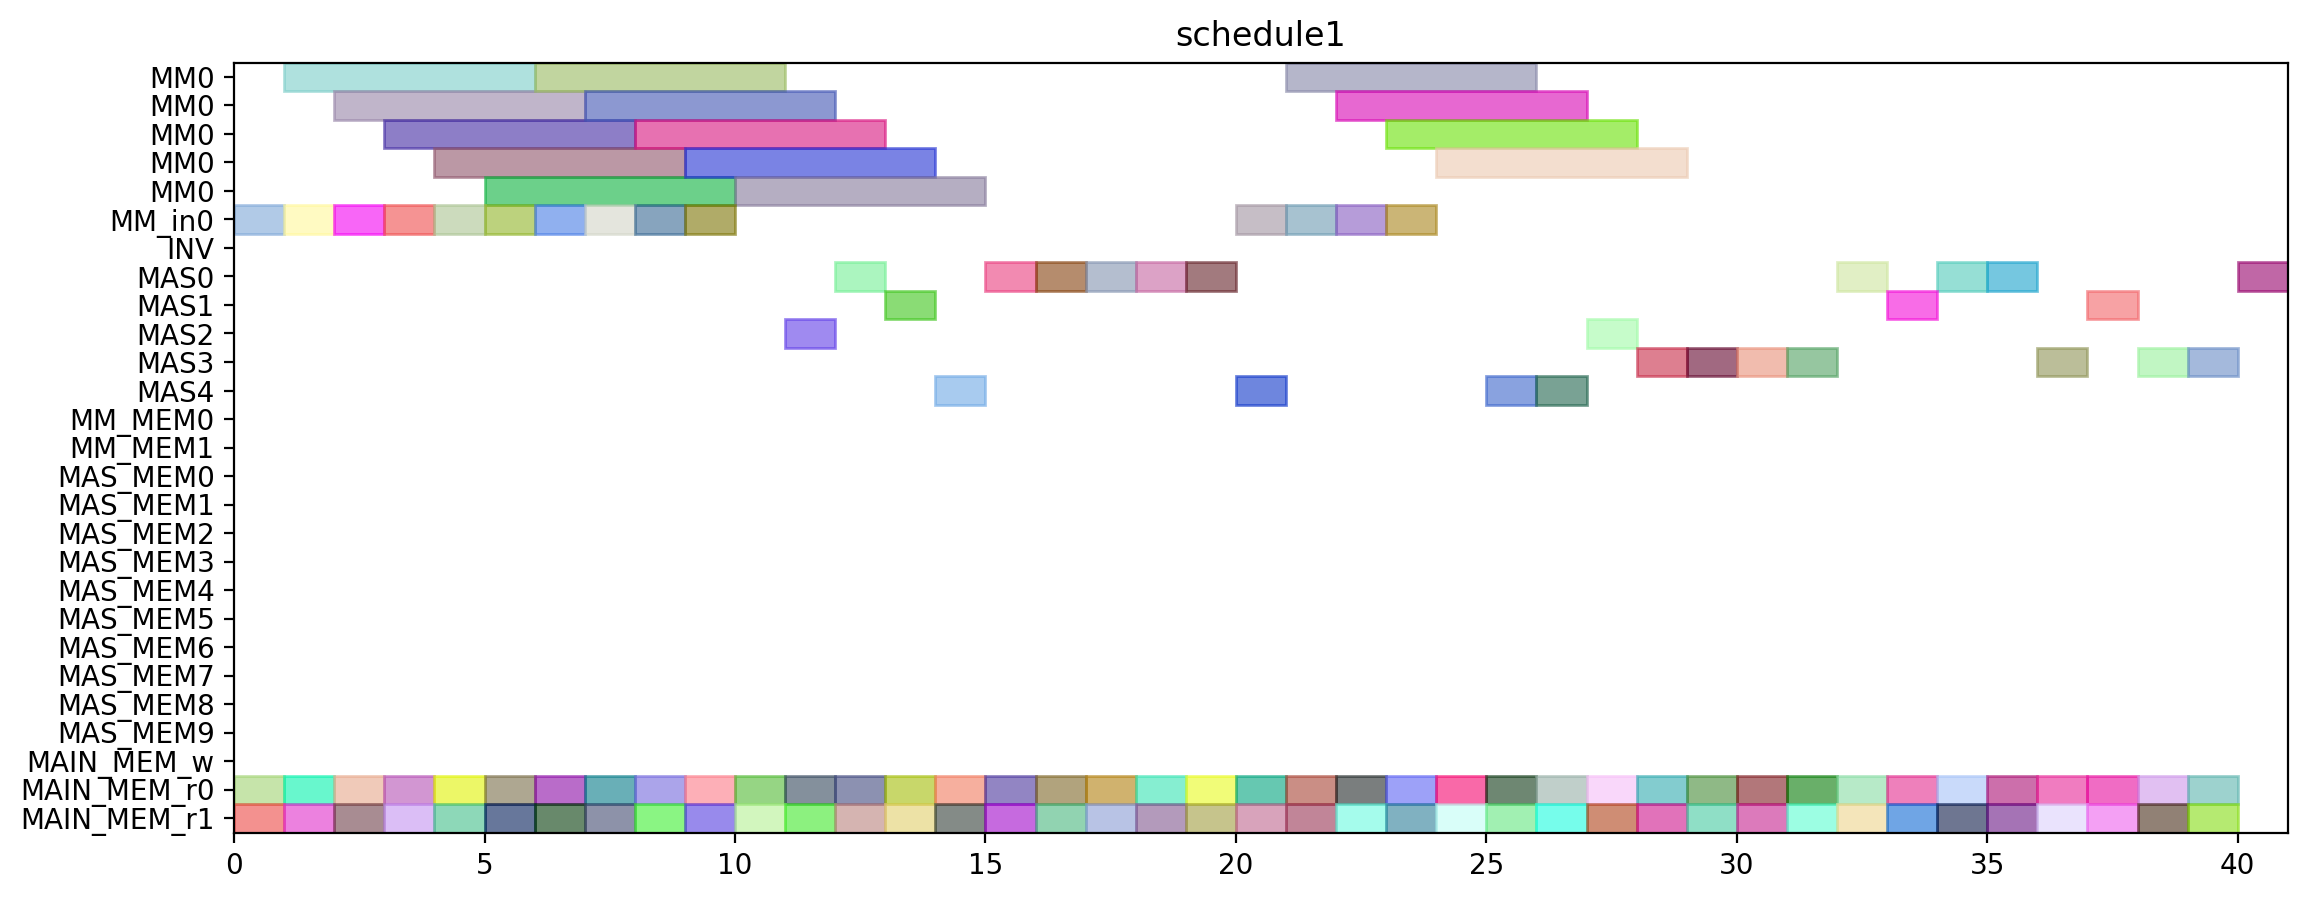 schedule1
MM0
MM0
MM0
MM0
MM0
MM_in0
INV
MAS0
MAS1
MAS2
MAS3
MAS4
MM_MEM0
MM_MEM1
MAS_MEM0
MAS_MEM1
MAS_MEM2
MAS_MEM3
MAS_MEM4
MAS_MEM5
MAS_MEM6
MAS_MEM7
MAS_MEM8
MAS_MEM9
MAIN_MEM_w
MAIN_MEM_r0
MAIN_MEM_r1
0 5 10 15 20 25 30 35 40